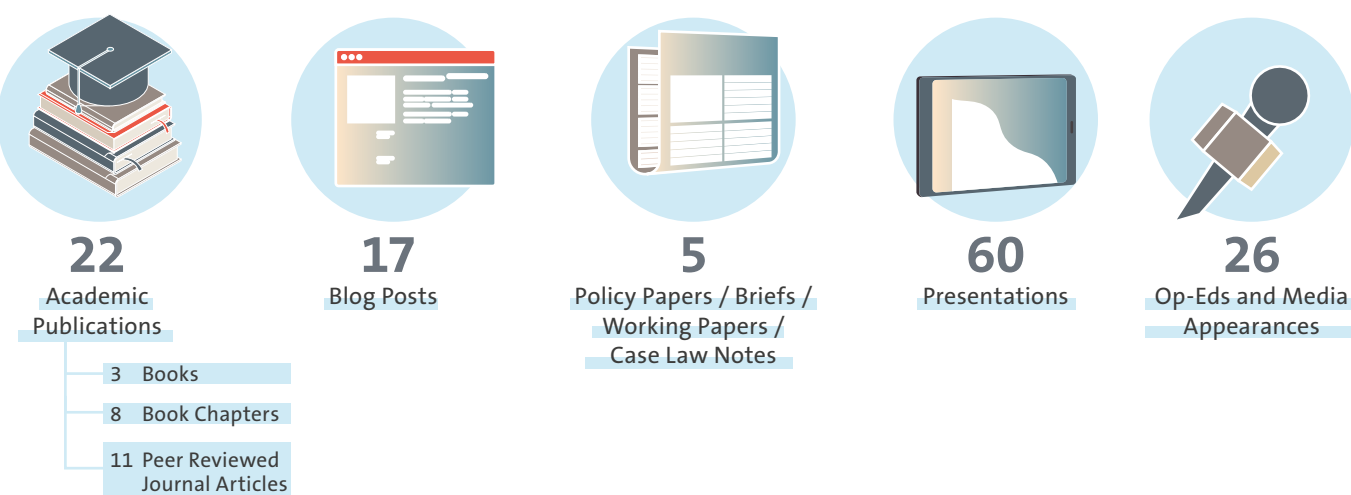 22
Academic
Publications
3 Books
8 Book Chapters
11 Peer Reviewed
Journal Articles
17
Blog Posts
5
Policy Papers / Briefs /
Working Papers /
Case Law Notes
60
Presentations
26
Op-Eds and Media
Appearances